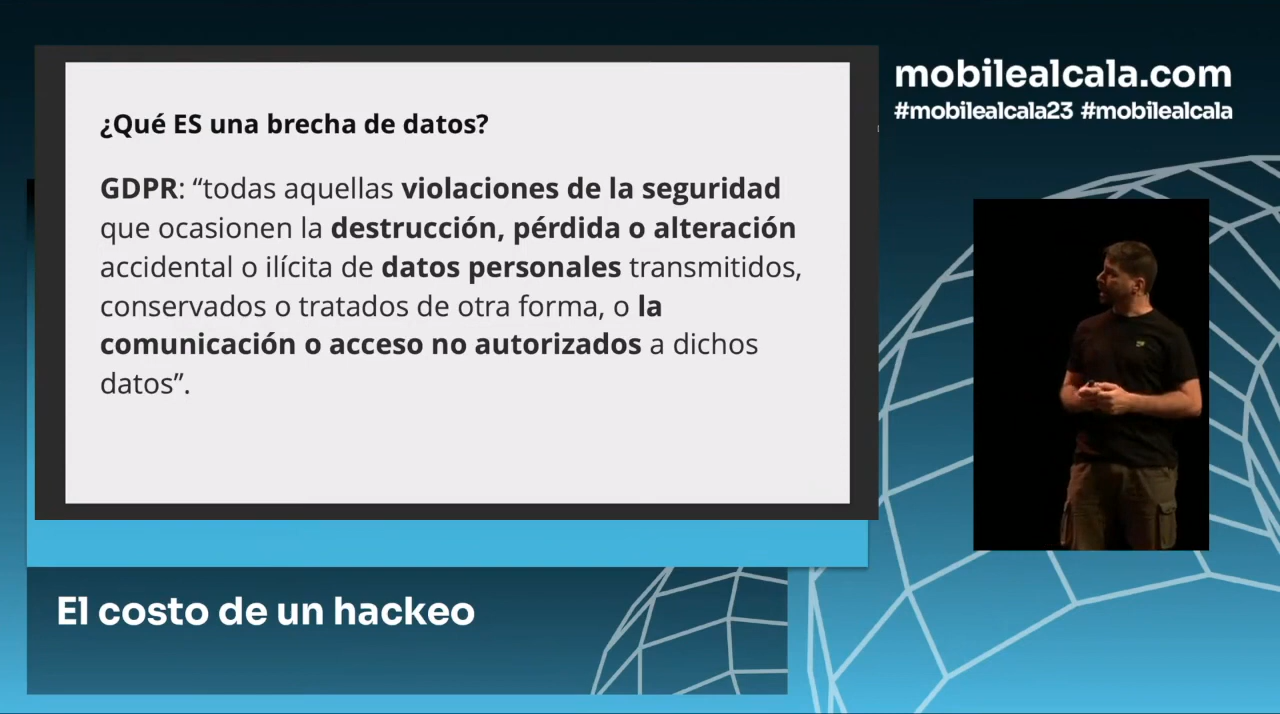 ¿Qué ES una brecha de datos?
GDPR: “todas aquellas violaciones de la seguridad
que ocasionen la destrucción, pérdida o alteración
accidental o ilícita de datos personales transmitidos,
conservados o tratados de otra forma, o la
comunicación o acceso no autorizados a dichos
datos”.
mobilealcala.com
#mobilealcala23 #mobilealcala
El costo de un hackeo